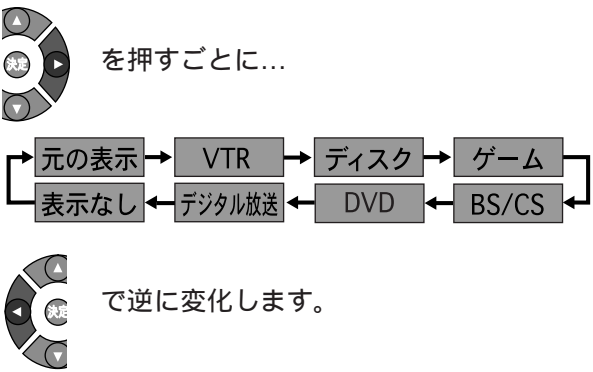 決定
を押すごとに…
元の表示 VTR ディスク ゲーム
表示なし デジタル放送 DVD BS/CS
決定
で逆に変化します。